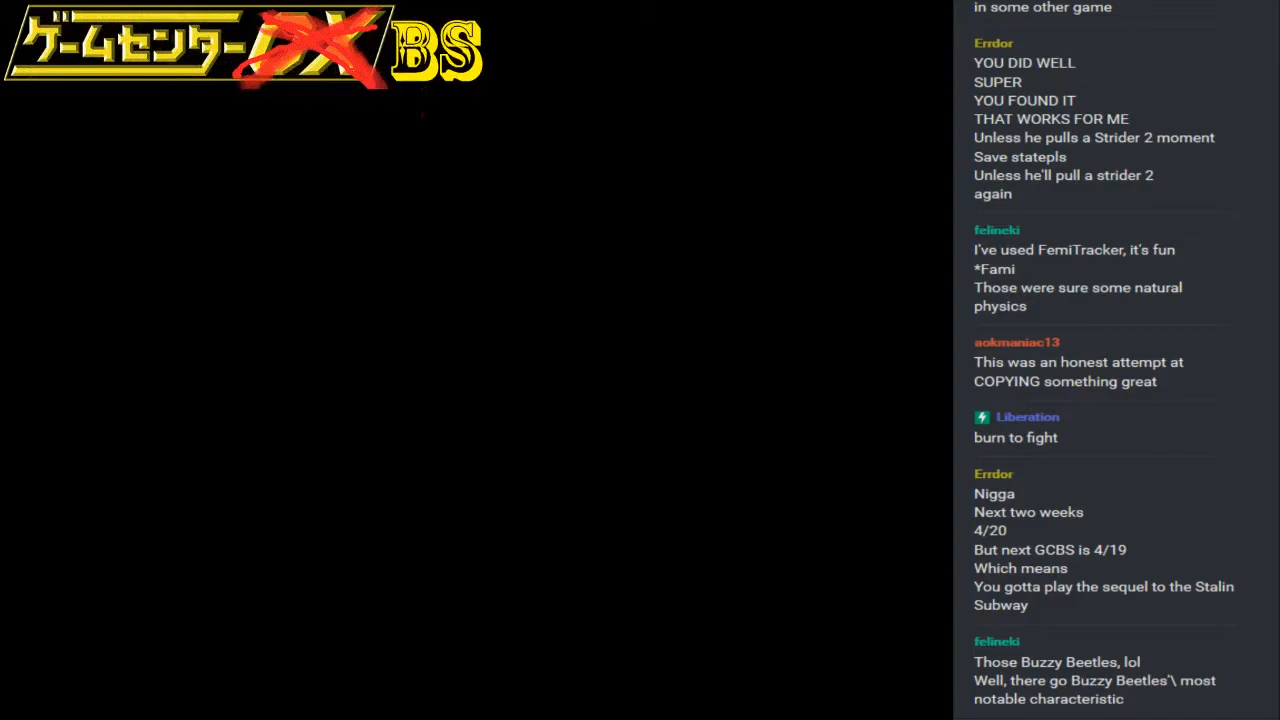 ゲームセンターDX BS
in some other game
Errdor
YOU DID WELL
SUPER
YOU FOUND IT
THAT WORKS FOR ME
Unless he pulls a Strider 2 moment
Save statepls
Unless he'll pull a strider 2
again
felineki
I've used FemiTracker, it's fun
*Fami
Those were sure some natural
physics
aokmaniac13
This was an honest attempt at
COPYING something great
Liberation
burn to fight
Errdor
Nigga
Next two weeks
4/20
But next GCBS is 4/19
Which means
You gotta play the sequel to the Stalin
Subway
felineki
Those Buzzy Beetles, lol
Well, there go Buzzy Beetles'\ most
notable characteristic